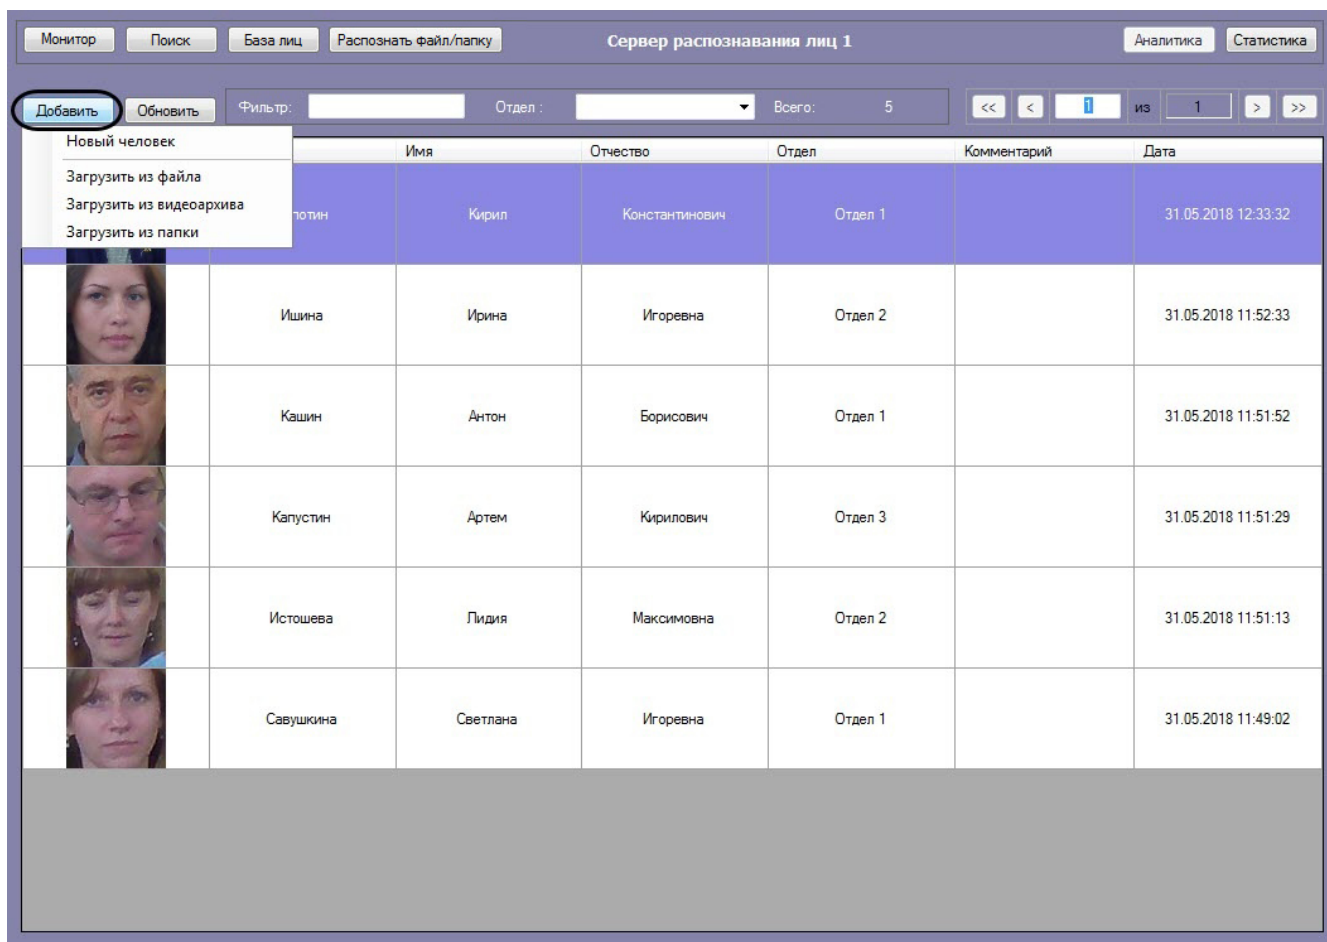 Монитор Поиск База лиц Распознать файл/папку Сервер распознавания лиц 1 Аналитика Статистика
Добавить Обновить Фильтр: Отдел : Всего: 5 << < 1 из 1 > >>
Новый человек
Загрузить из файла
Загрузить из видеоархива
Загрузить из папки
Имя Отчество Отдел Комментарий Дата
Кирил Константинович Отдел 1 31.05.2018 12:33:32
Ишина Ирина Игоревна Отдел 2 31.05.2018 11:52:33
Кашин Антон Борисович Отдел 1 31.05.2018 11:51:52
Капустин Артем Кирилович Отдел 3 31.05.2018 11:51:29
Истошева Лидия Максимовна Отдел 2 31.05.2018 11:51:13
Савушкина Светлана Игоревна Отдел 1 31.05.2018 11:49:02